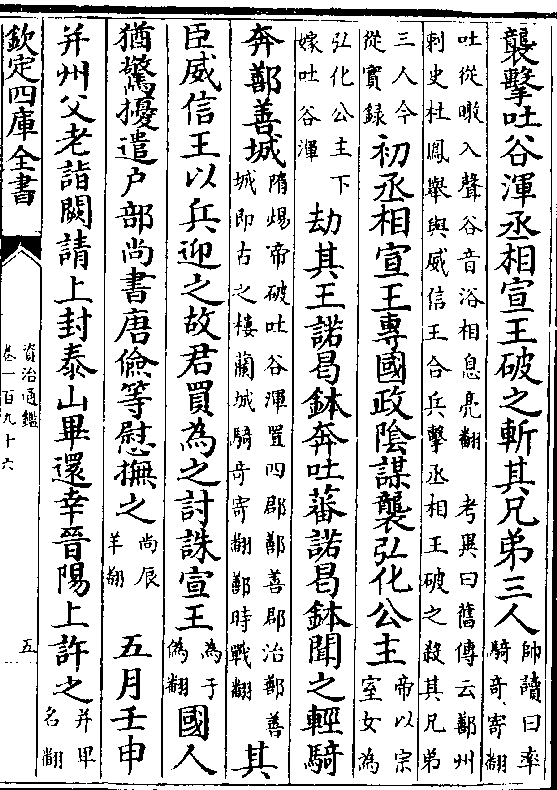 襲擊吐谷渾丞相宣王破之斬其兄弟三人帥讀曰率騎奇寄翻
吐從暾入聲谷音浴相息亮翻 考異曰舊傳云鄯州
刺史杜鳳舉與威信王合兵擊丞相王破之殺其兄弟
三人今從實錄初丞相宣王專國政陰謀襲弘化公主帝以宗室女為
弘化公主下嫁吐谷渾劫其王諾曷鉢奔吐蕃諾曷鉢聞之輕騎
奔鄯善城隋煬帝破吐谷渾置四郡鄯善郡治鄯善城即古之樓蘭城騎奇寄翻鄯時戰翻其
臣威信王以兵迎之故君買為之討誅宣王為于偽翻國人
猶驚擾遣户部尚書唐儉等慰撫之尚辰羊翻 五月壬申
并州父老詣闕請上封泰山畢還幸晉陽上許之并卑名翻
欽定四庫全書
資治通鑑
卷一百九十六
五